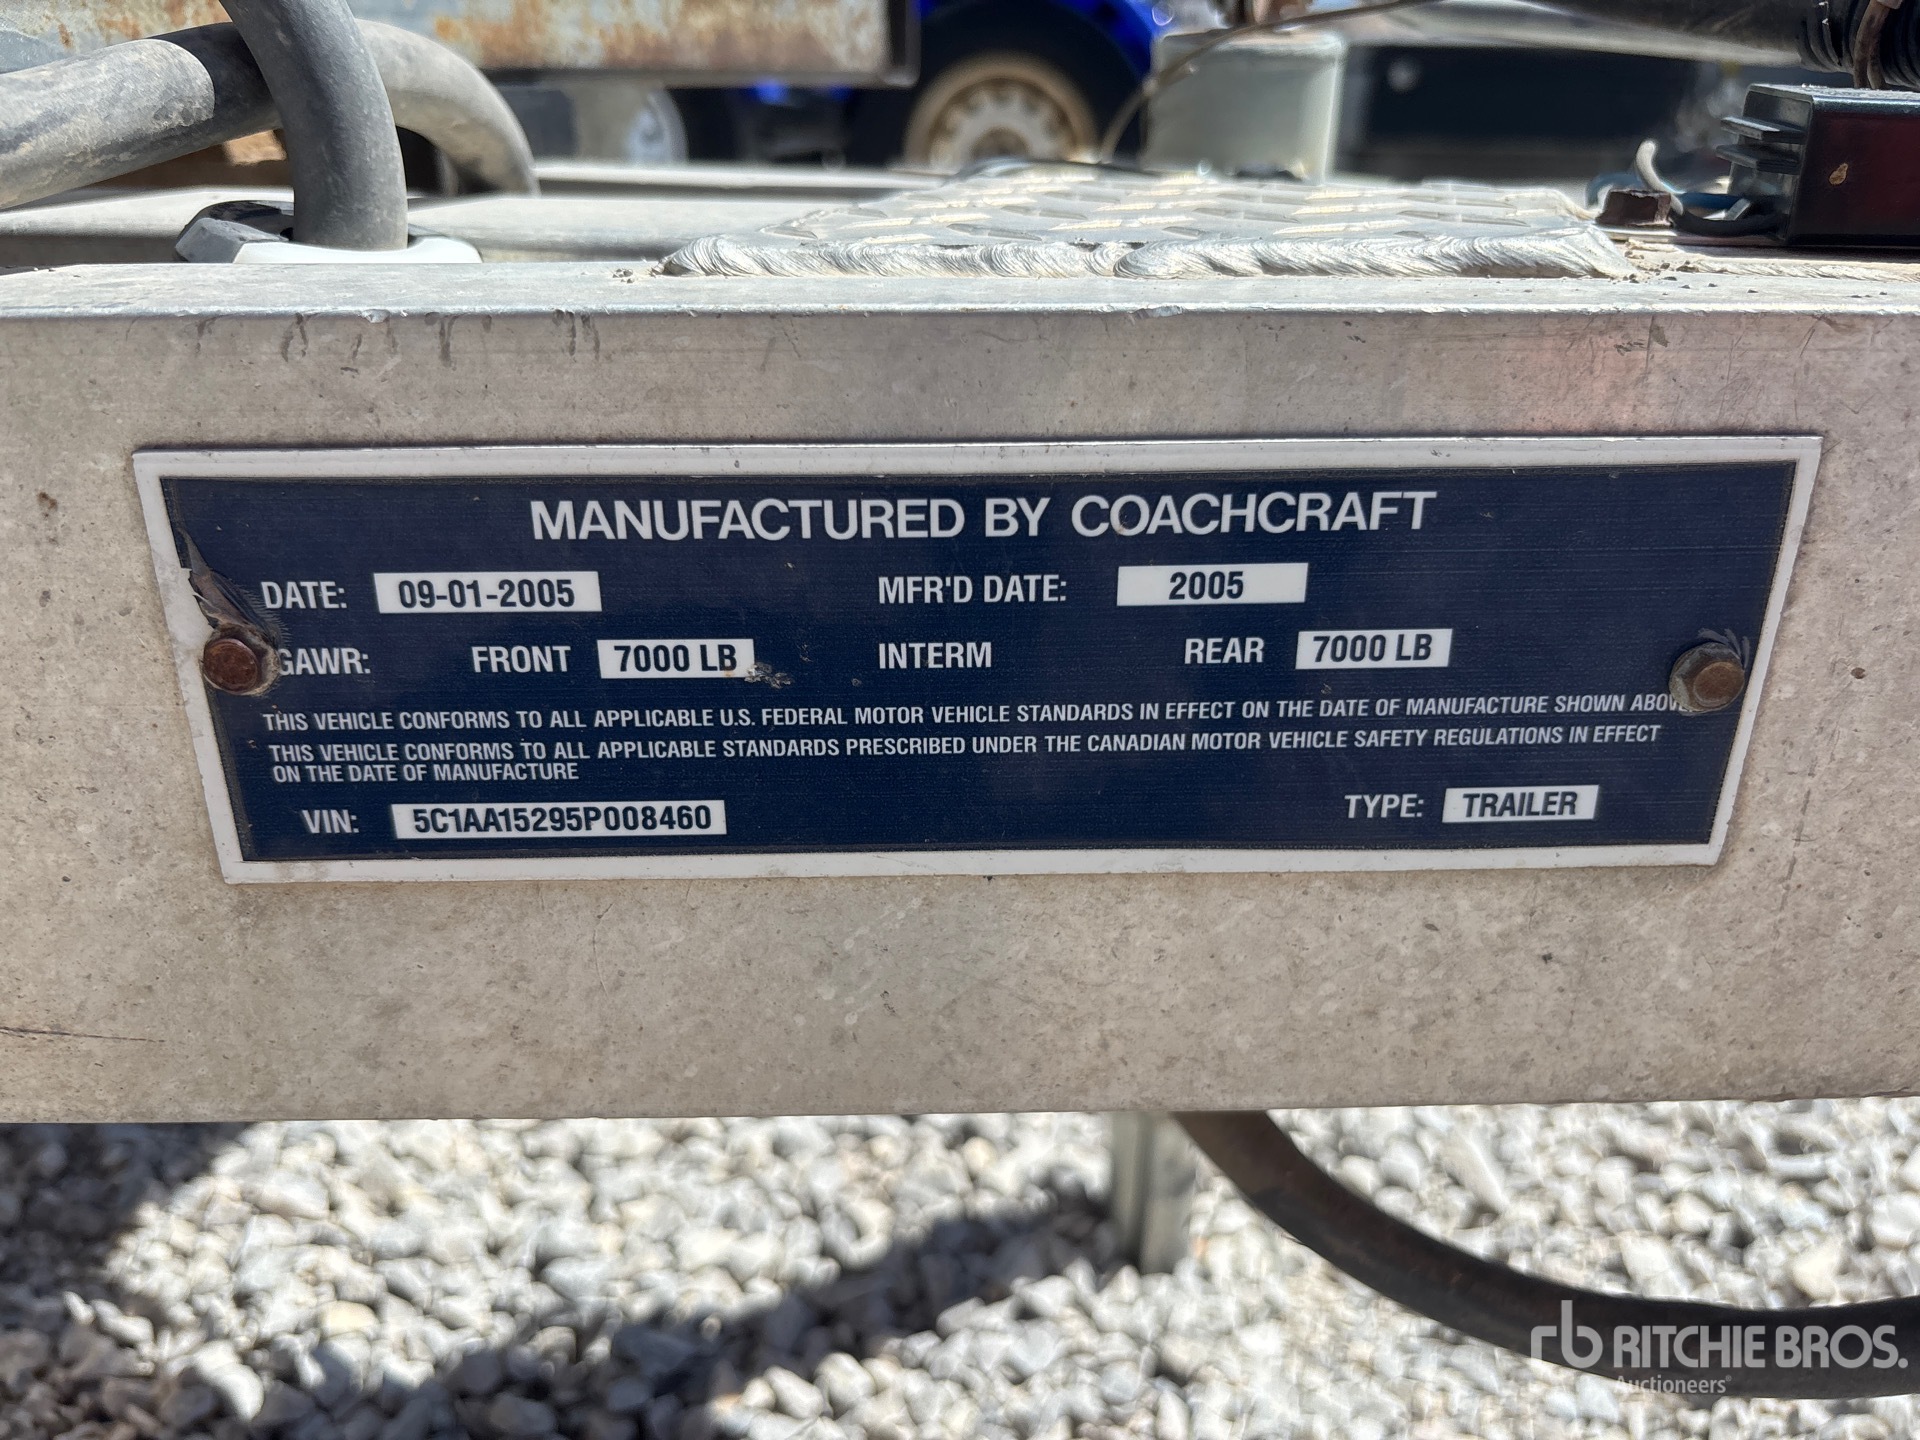 MANUFACTURED BY COACHCRAFT
DATE: 09-01-2005 MFR'D DATE: 2005
GAWR: FRONT 7000 LB INTERM REAR 7000 LB
THIS VEHICLE CONFORMS TO ALL APPLICABLE U.S. FEDERAL MOTOR VEHICLE STANDARDS IN EFFECT ON THE DATE OF MANUFACTURE SHOWN ABOVE
THIS VEHICLE CONFORMS TO ALL APPLICABLE STANDARDS PRESCRIBED UNDER THE CANADIAN MOTOR VEHICLE SAFETY REGULATIONS IN EFFECT
ON THE DATE OF MANUFACTURE
VIN: 5C1AA15295P008460 TYPE: TRAILER
rb RITCHIE BROS.
Auctioneers